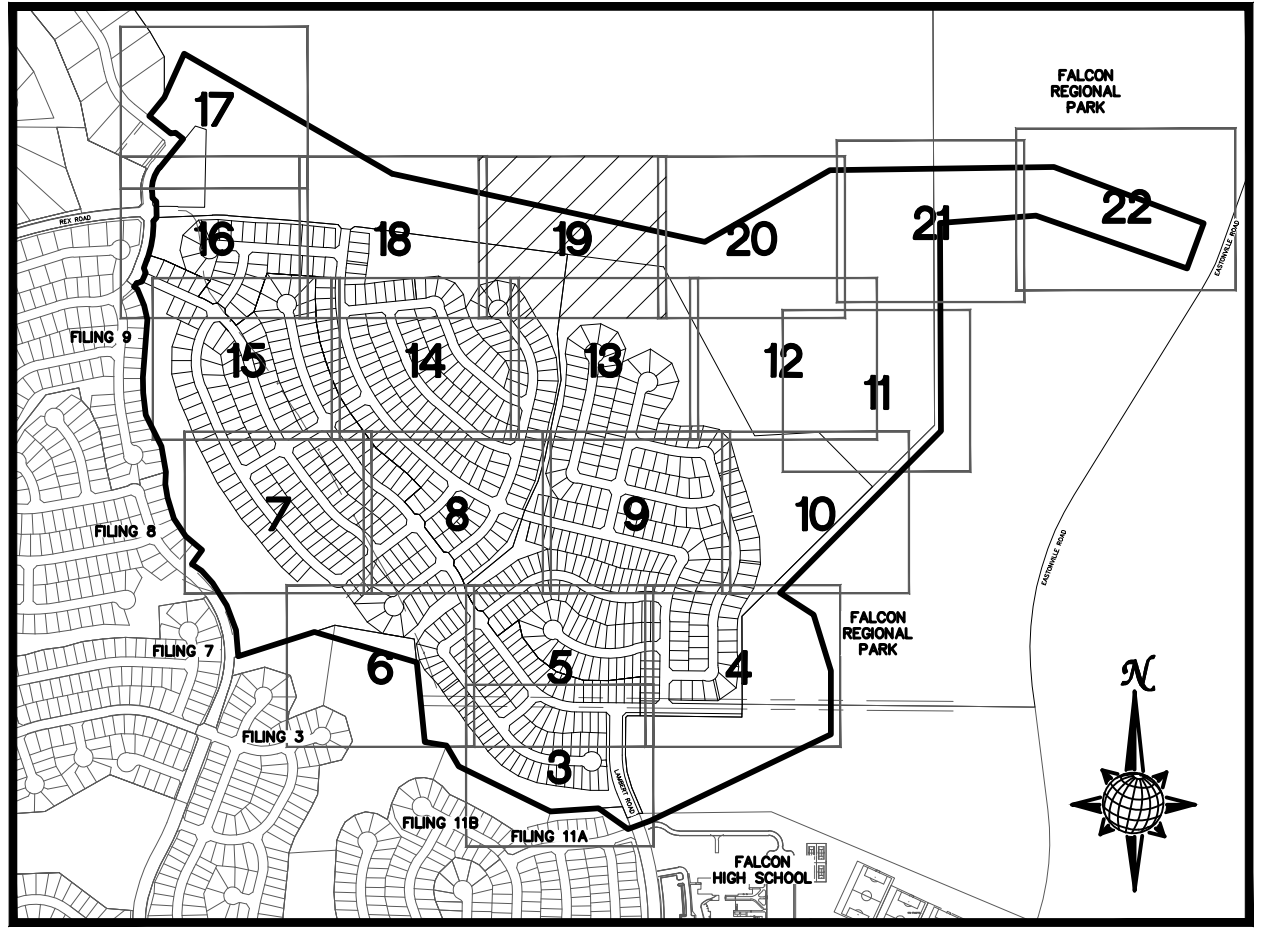 FALCON
REGIONAL
PARK
17
22
REX ROAD
16
18
19
20
21
EASTONVILLE ROAD
FILING 9
15
14
13
12
11
7
8
9
10
FILING 8
EASTONVILLE ROAD
FALCON
REGIONAL
PARK
FILING 7
6
5
4
N
FILING 3
3
LAMBERT ROAD
FILING 11B
FILING 11A
FALCON
HIGH SCHOOL